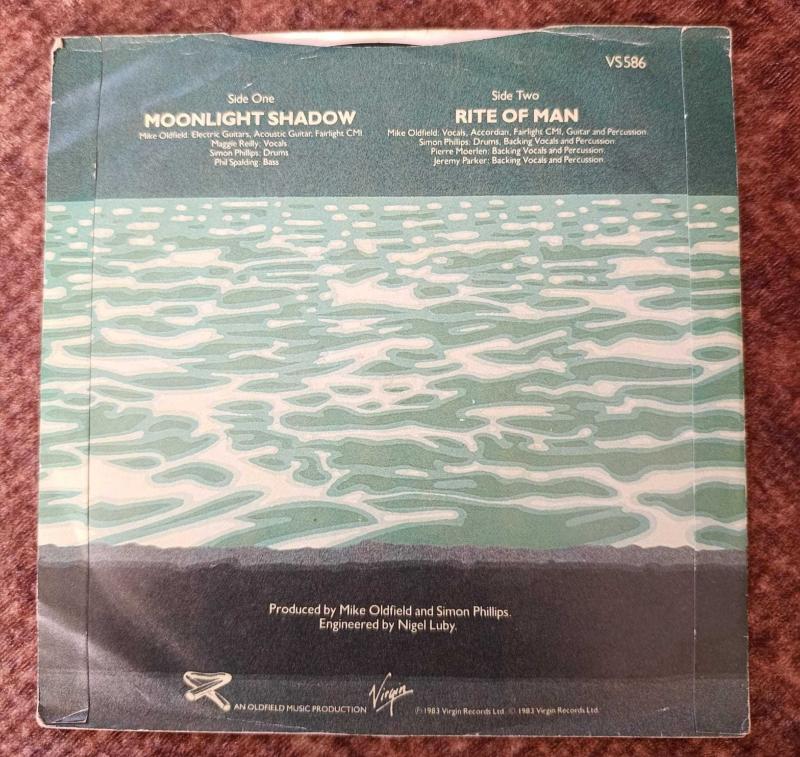 VS586
Side One
MOONLIGHT SHADOW
Mike Oldfield: Electric Guitars, Acoustic Guitar, Fairlight CMI
Maggie Reilly: Vocals
Simon Phillips: Drums
Phil Spalding: Bass
Side Two
RITE OF MAN
Mike Oldfield: Vocals, Accordian, Fairlight CMI, Guitar and Percussion.
Simon Phillips: Drums, Backing Vocals and Percussion.
Pierre Moerlen: Backing Vocals and Percussion.
Jeremy Parker: Backing Vocals and Percussion.
Produced by Mike Oldfield and Simon Phillips.
Engineered by Nigel Luby.
AN OLDFIELD MUSIC PRODUCTION
Virgin
℗ 1983 Virgin Records Ltd. © 1983 Virgin Records Ltd.